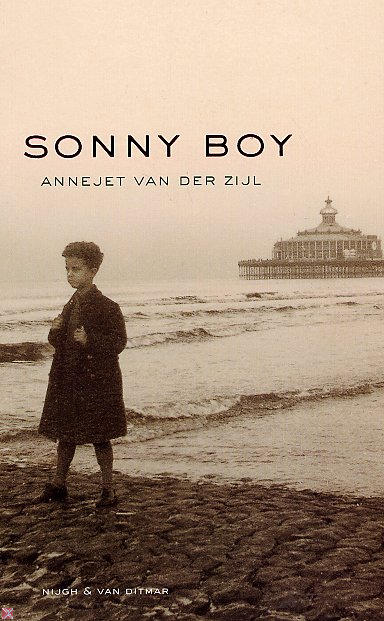 SONNY BOY
ANNEJET VAN DER ZIJL
NIJGH & VAN DITMAR